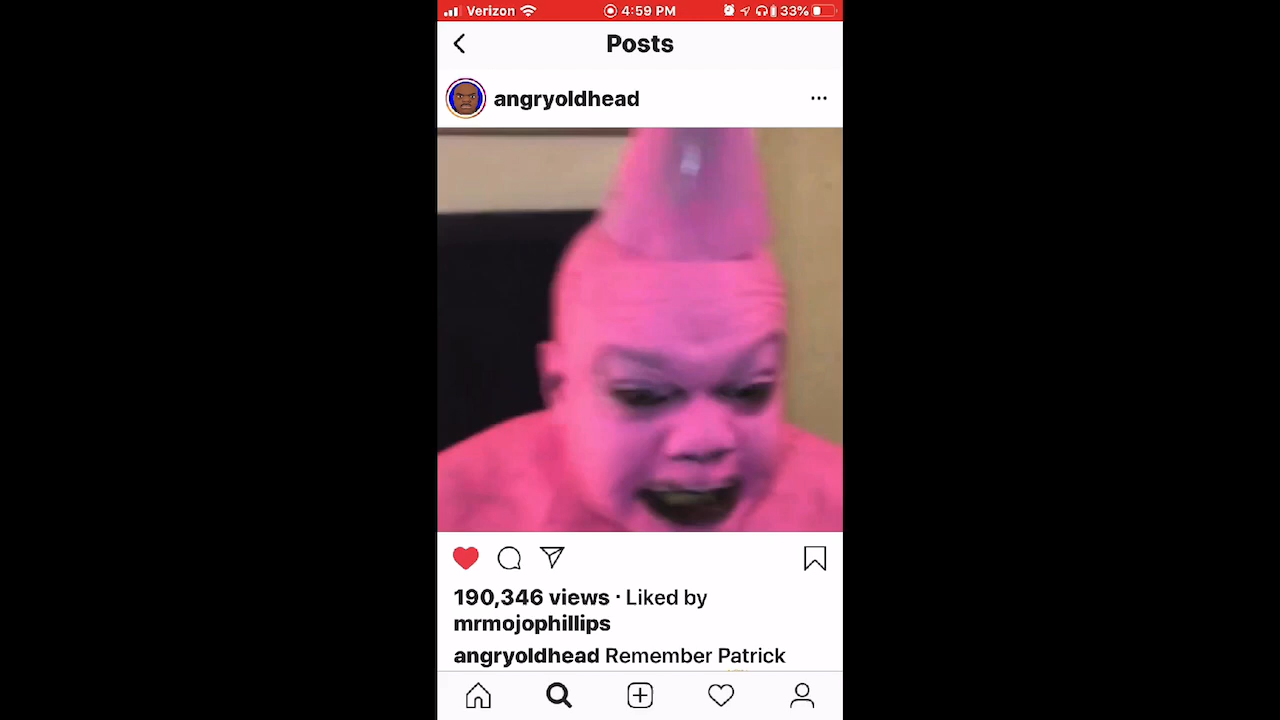 Verizon 4:59 PM 33%
Posts
angryoldhead
190,346 views · Liked by
mrmojophillips
angryoldhead Remember Patrick